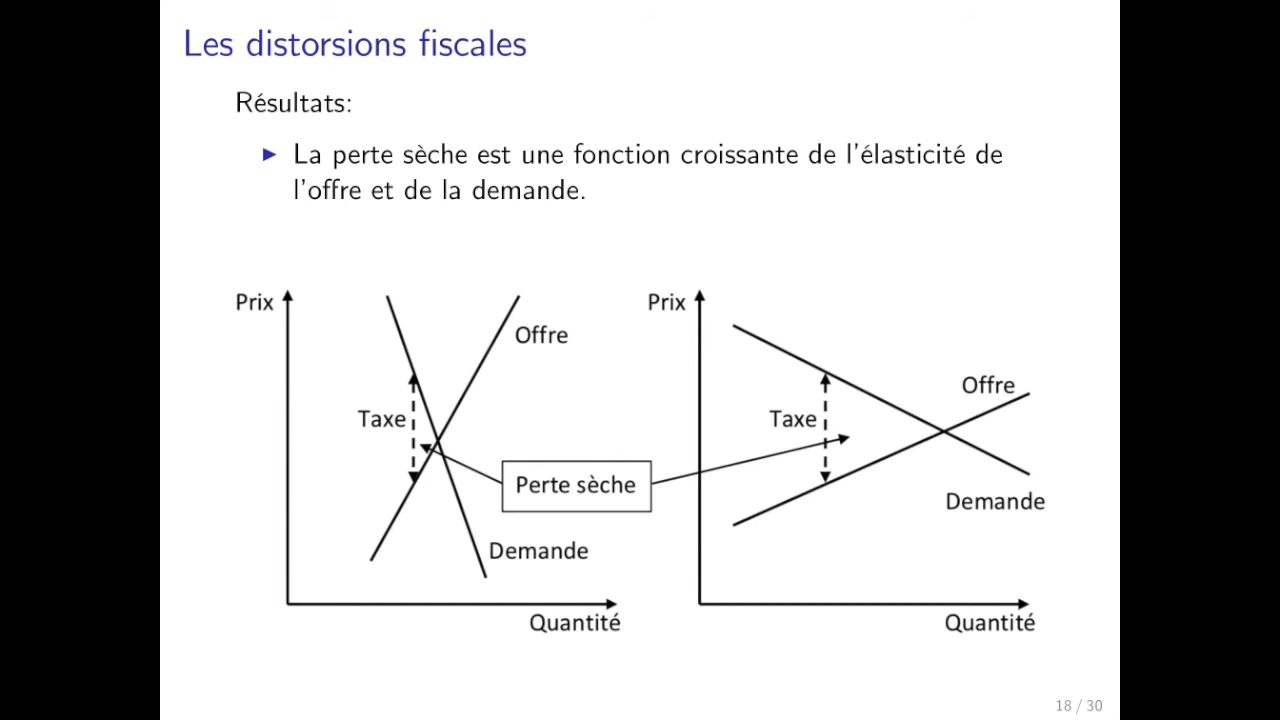 Les distorsions fiscales
Résultats:
La perte sèche est une fonction croissante de l'élasticité de
l'offre et de la demande.
Prix
Offre
Taxe
Perte sèche
Demande
Quantité
Prix
Offre
Taxe
Demande
Quantité
18 / 30